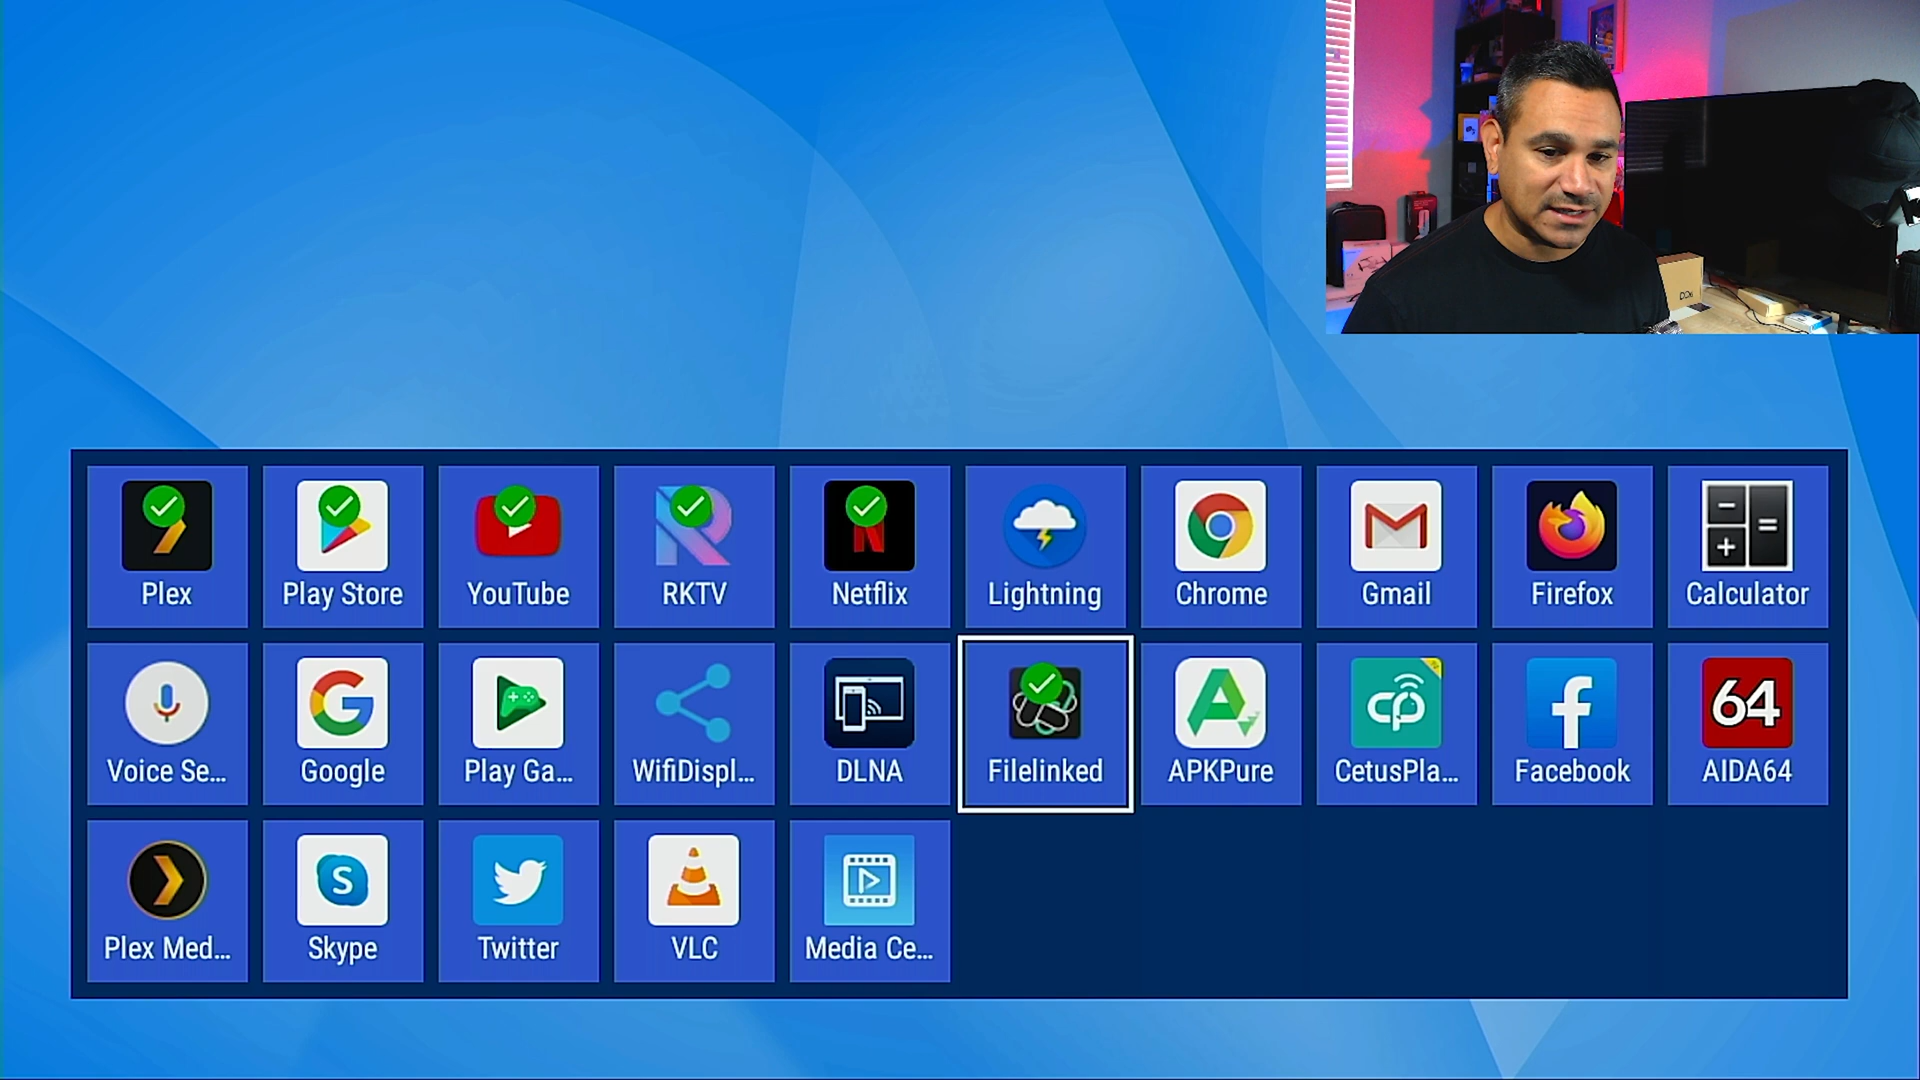 Plex
Play Store
YouTube
RKTV
Netflix
Lightning
Chrome
Gmail
Firefox
Calculator
Voice Se...
Google
Play Ga...
WifiDispl...
DLNA
Filelinked
APKPure
CetusPla...
Facebook
64
AIDA64
Plex Med...
S
Skype
Twitter
VLC
Media Ce...